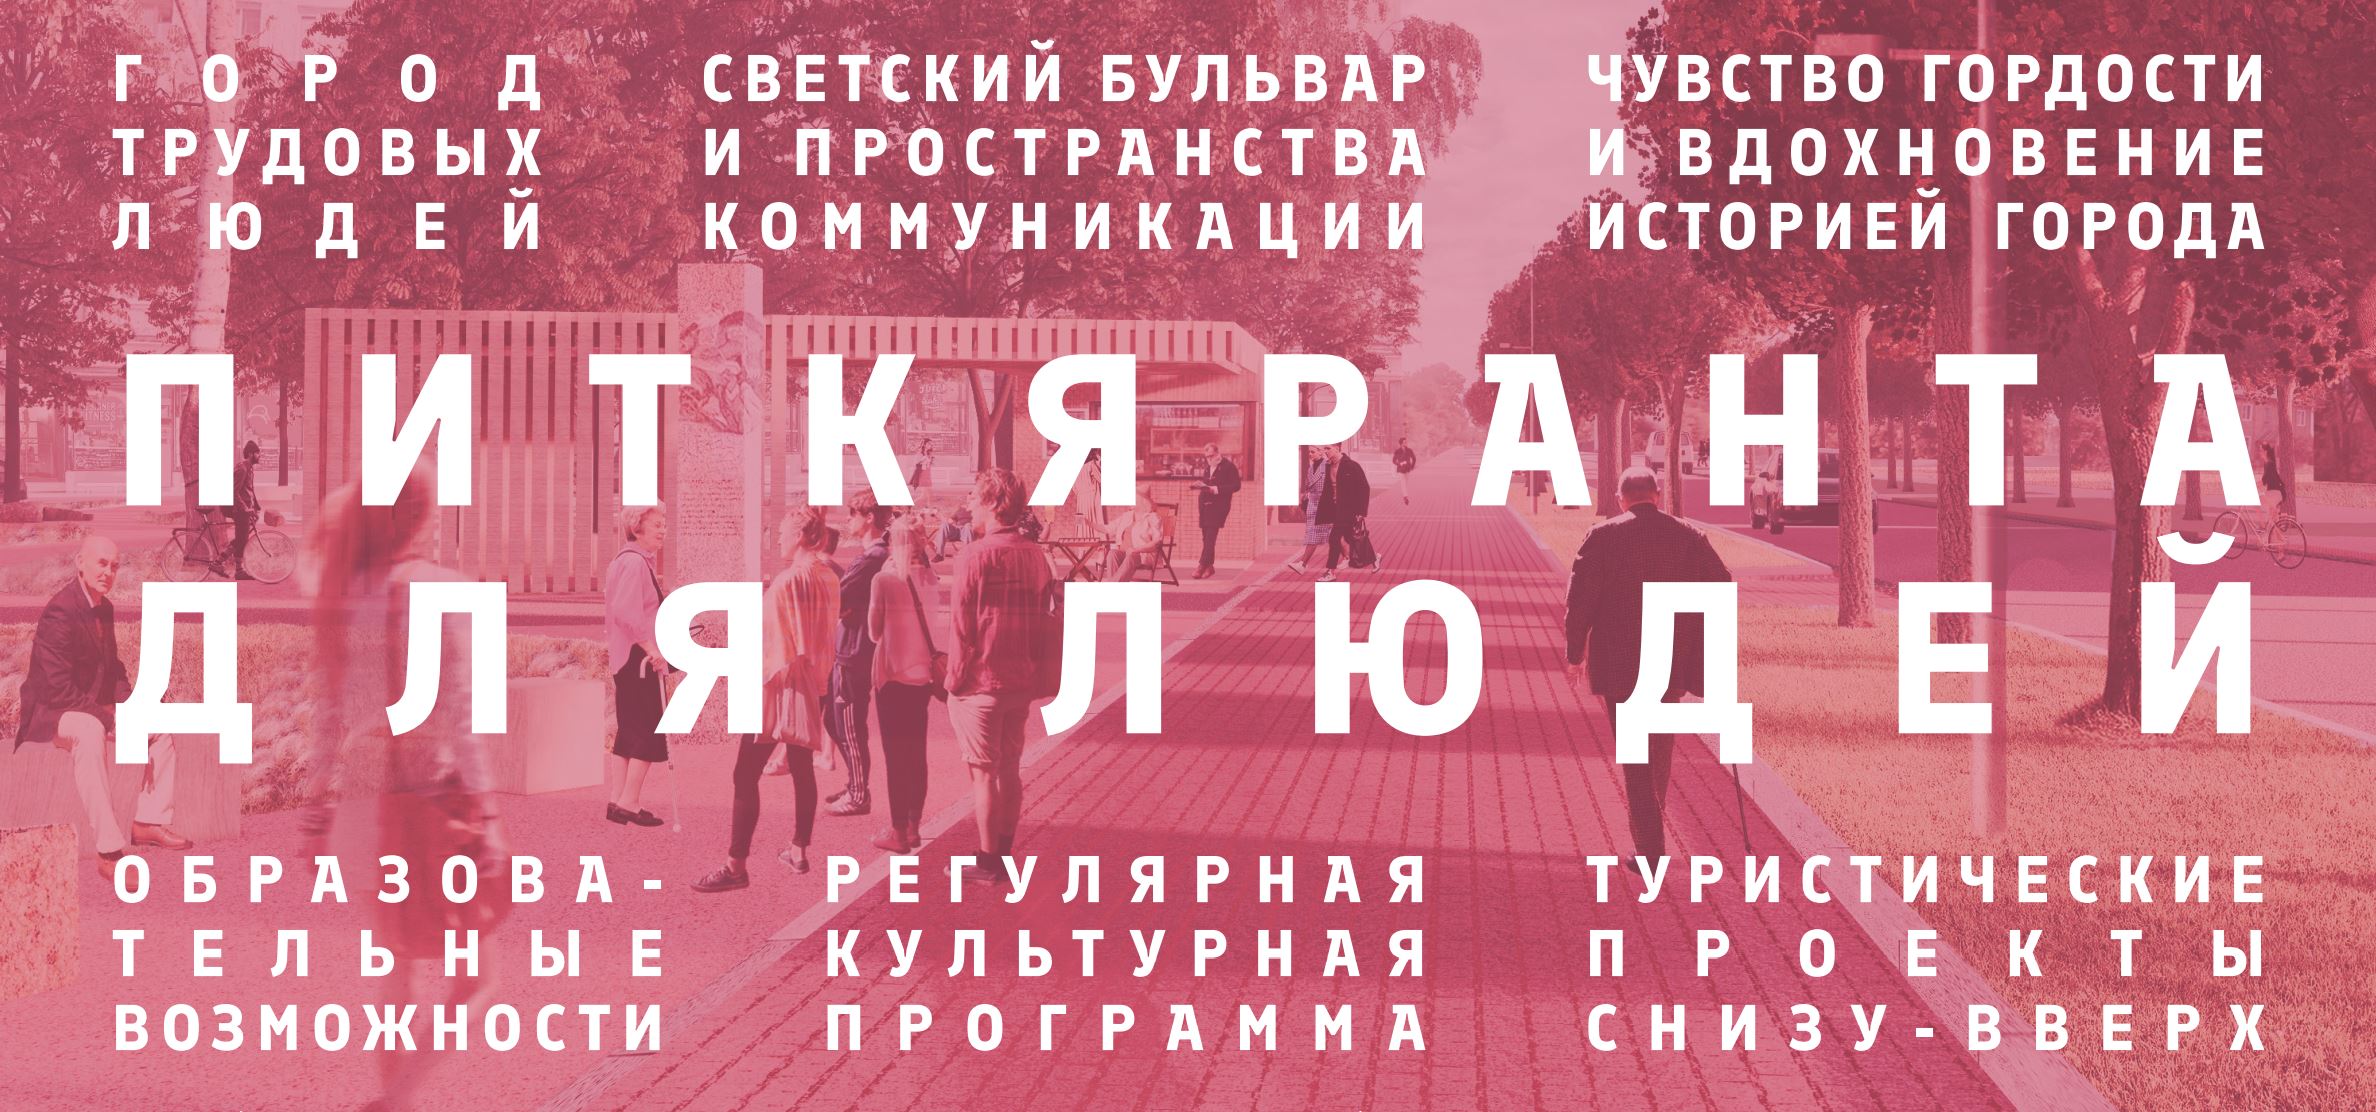 ГОРОД
ТРУДОВЫХ
ЛЮДЕЙ
СВЕТСКИЙ БУЛЬВАР
И ПРОСТРАНСТВА
КОММУНИКАЦИИ
ЧУВСТВО ГОРДОСТИ
И ВДОХНОВЕНИЕ
ИСТОРИЕЙ ГОРОДА
ПИТКЯРАНТА
ДЛЯ ЛЮДЕЙ
ОБРАЗОВА-
ТЕЛЬНЫЕ
ВОЗМОЖНОСТИ
РЕГУЛЯРНАЯ
КУЛЬТУРНАЯ
ПРОГРАММА
ТУРИСТИЧЕСКИЕ
ПРОЕКТЫ
СНИЗУ-ВВЕРХ